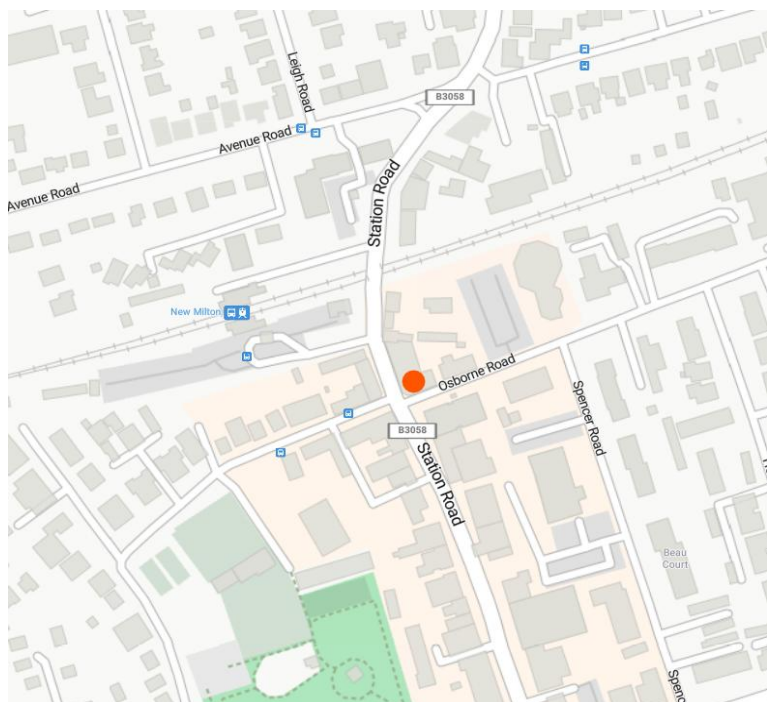 Leigh Road
B3058
Avenue Road
Avenue Road
Station Road
New Milton
Osborne Road
Spencer Road
B3058
Station Road
Beau
Court